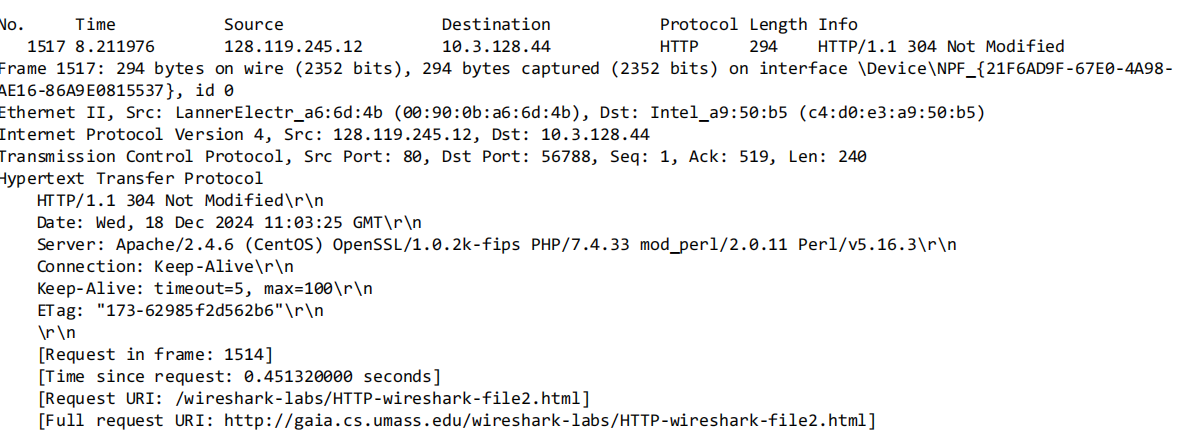 No. Time Source Destination Protocol Length Info
1517 8.211976 128.119.245.12 10.3.128.44 HTTP 294 HTTP/1.1 304 Not Modified
Frame 1517: 294 bytes on wire (2352 bits), 294 bytes captured (2352 bits) on interface \Device\NPF_{21F6AD9F-67E0-4A98-
AE16-86A9E0815537}, id 0
Ethernet II, Src: LannerElectr_a6:6d:4b (00:90:0b:a6:6d:4b), Dst: Intel_a9:50:b5 (c4:d0:e3:a9:50:b5)
Internet Protocol Version 4, Src: 128.119.245.12, Dst: 10.3.128.44
Transmission Control Protocol, Src Port: 80, Dst Port: 56788, Seq: 1, Ack: 519, Len: 240
Hypertext Transfer Protocol
HTTP/1.1 304 Not Modified\r\n
Date: Wed, 18 Dec 2024 11:03:25 GMT\r\n
Server: Apache/2.4.6 (CentOS) OpenSSL/1.0.2k-fips PHP/7.4.33 mod_perl/2.0.11 Perl/v5.16.3\r\n
Connection: Keep-Alive\r\n
Keep-Alive: timeout=5, max=100\r\n
ETag: "173-62985f2d562b6"\r\n
\r\n
[Request in frame: 1514]
[Time since request: 0.451320000 seconds]
[Request URI: /wireshark-labs/HTTP-wireshark-file2.html]
[Full request URI: http://gaia.cs.umass.edu/wireshark-labs/HTTP-wireshark-file2.html]